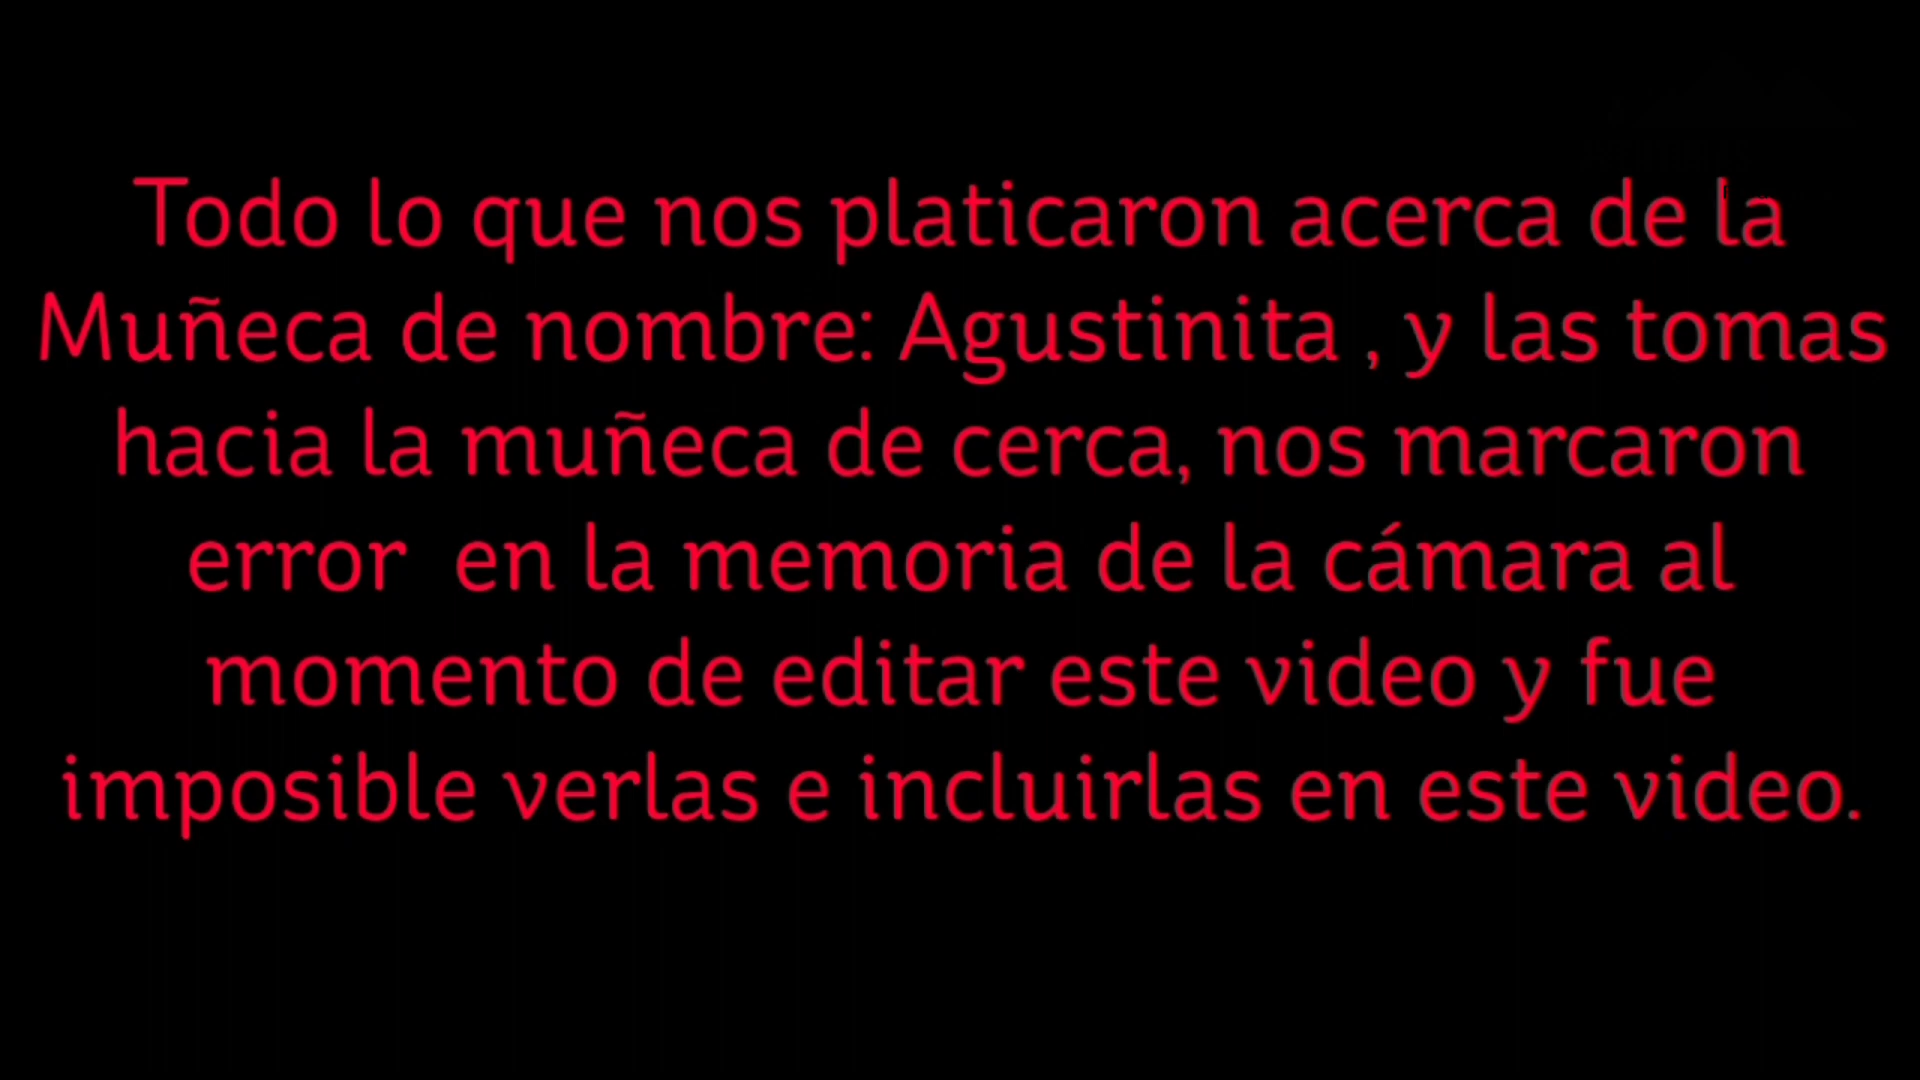 Todo lo que nos platicaron acerca de la
Muñeca de nombre: Agustinita , y las tomas
hacia la muñeca de cerca, nos marcaron
error  en la memoria de la cámara al
momento de editar este video y fue
imposible verlas e incluirlas en este video.